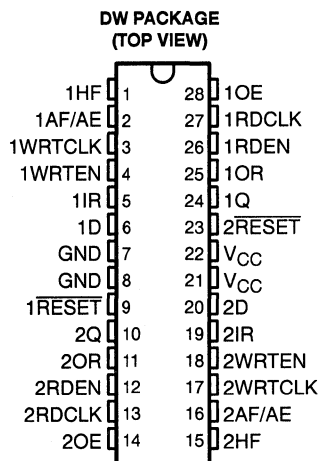 DW PACKAGE
(TOP VIEW)
1HF 1 28 1OE
1AF/AE 2 27 1RDCLK
1WRTCLK 3 26 1RDEN
1WRTEN 4 25 1OR
1IR 5 24 1Q
1D 6 23 2R̅E̅S̅E̅T̅
GND 7 22 VCC
GND 8 21 VCC
1R̅E̅S̅E̅T̅ 9 20 2D
2Q 10 19 2IR
2OR 11 18 2WRTEN
2RDEN 12 17 2WRTCLK
2RDCLK 13 16 2AF/AE
2OE 14 15 2HF